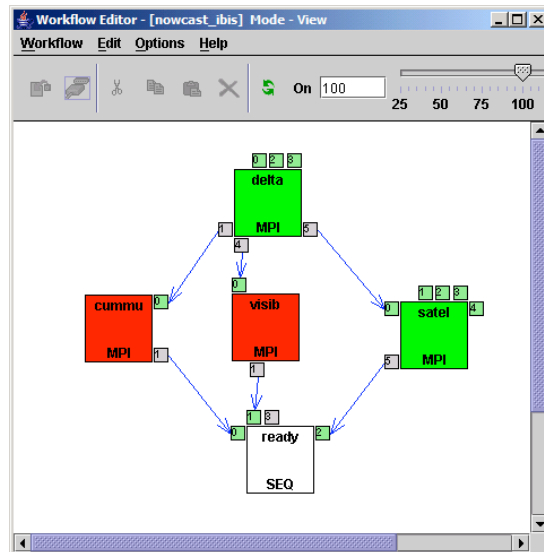 Workflow Editor - [nowcast_ibis] Mode - View
Workflow Edit Options Help
On 100
25 50 75 100
0 2 3
delta
MPI
1 4 5
0 0 0
1 2 3 4
cummu
MPI
1
visib
MPI
1
satel
MPI
5
1 3
0 2
ready
SEQ